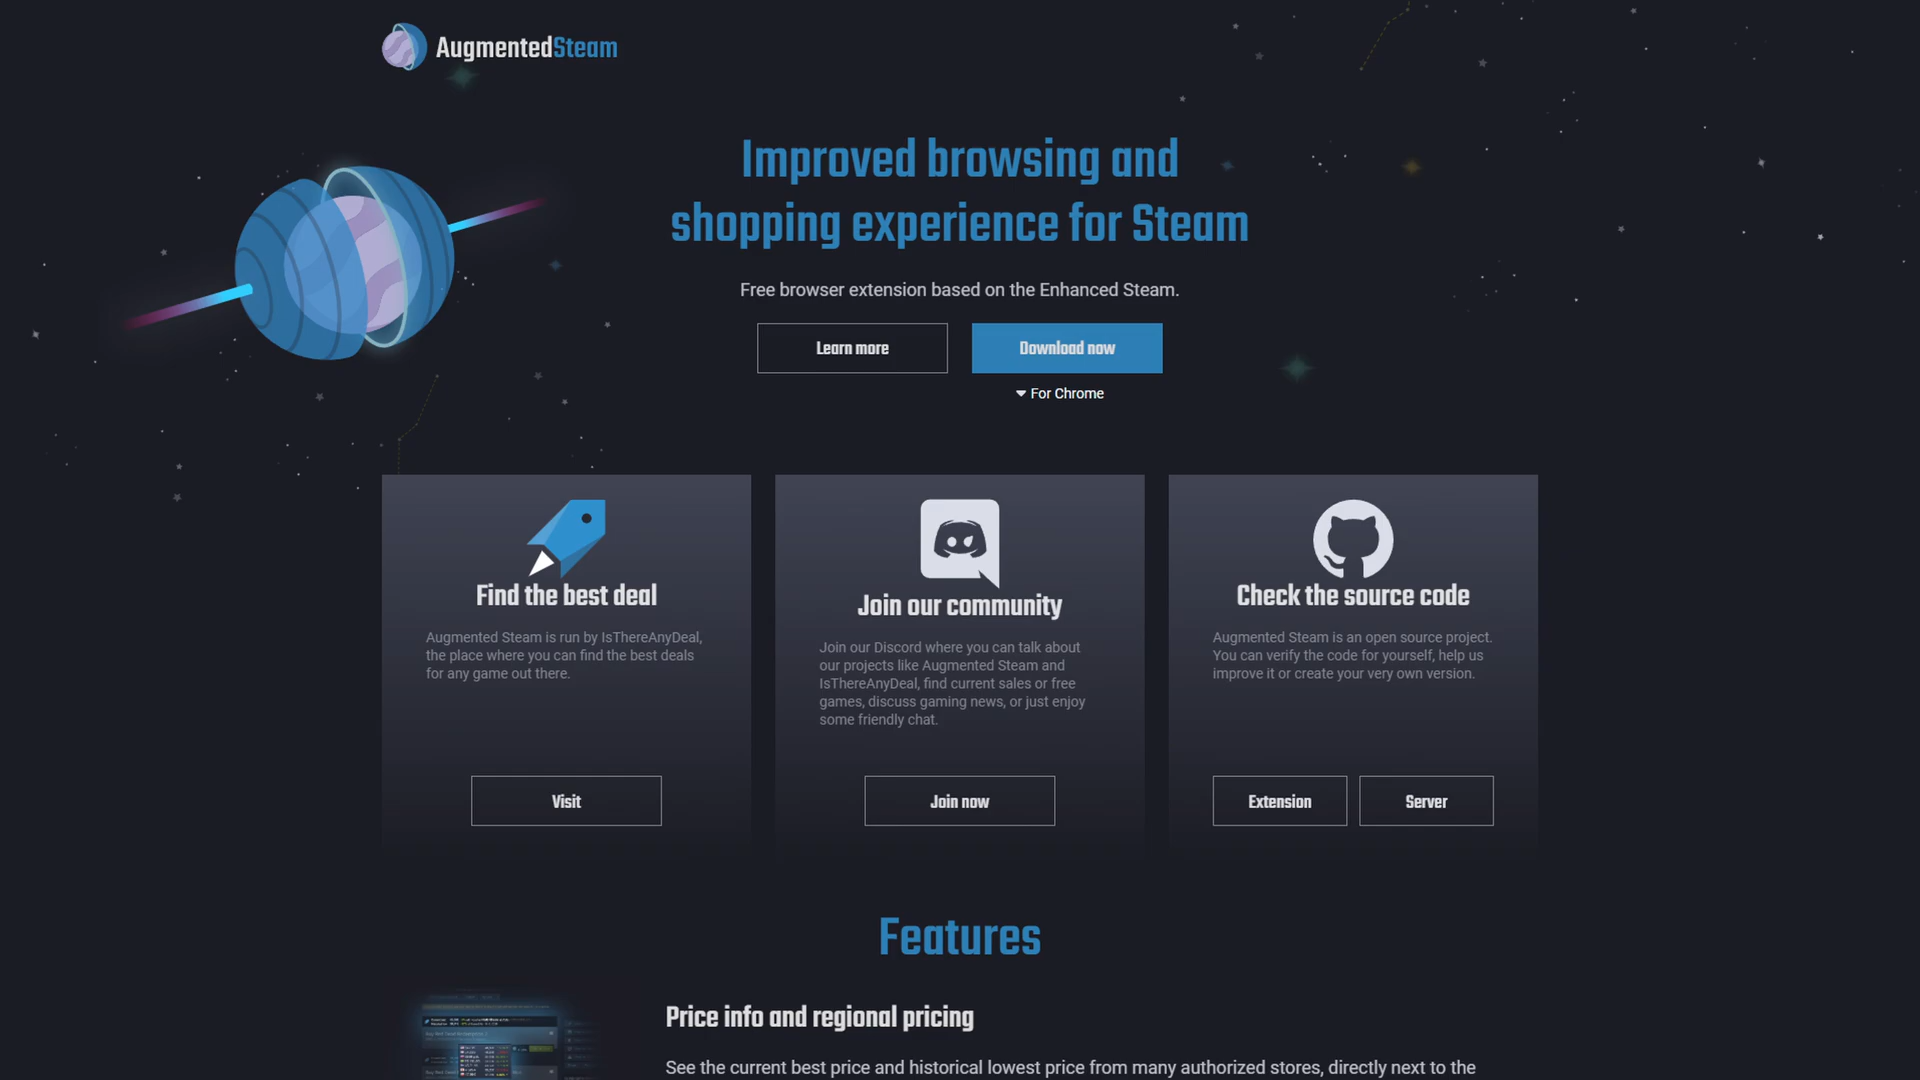 AugmentedSteam
Improved browsing and
shopping experience for Steam
Free browser extension based on the Enhanced Steam.
Learn more
Download now
For Chrome
Find the best deal
Augmented Steam is run by IsThereAnyDeal,
the place where you can find the best deals
for any game out there.
Visit
Join our community
Join our Discord where you can talk about
our projects like Augmented Steam and
IsThereAnyDeal, find current sales or free
games, discuss gaming news, or just enjoy
some friendly chat.
Join now
Check the source code
Augmented Steam is an open source project.
You can verify the code for yourself, help us
improve it or create your very own version.
Extension
Server
Features
Price info and regional pricing
See the current best price and historical lowest price from many authorized stores, directly next to the